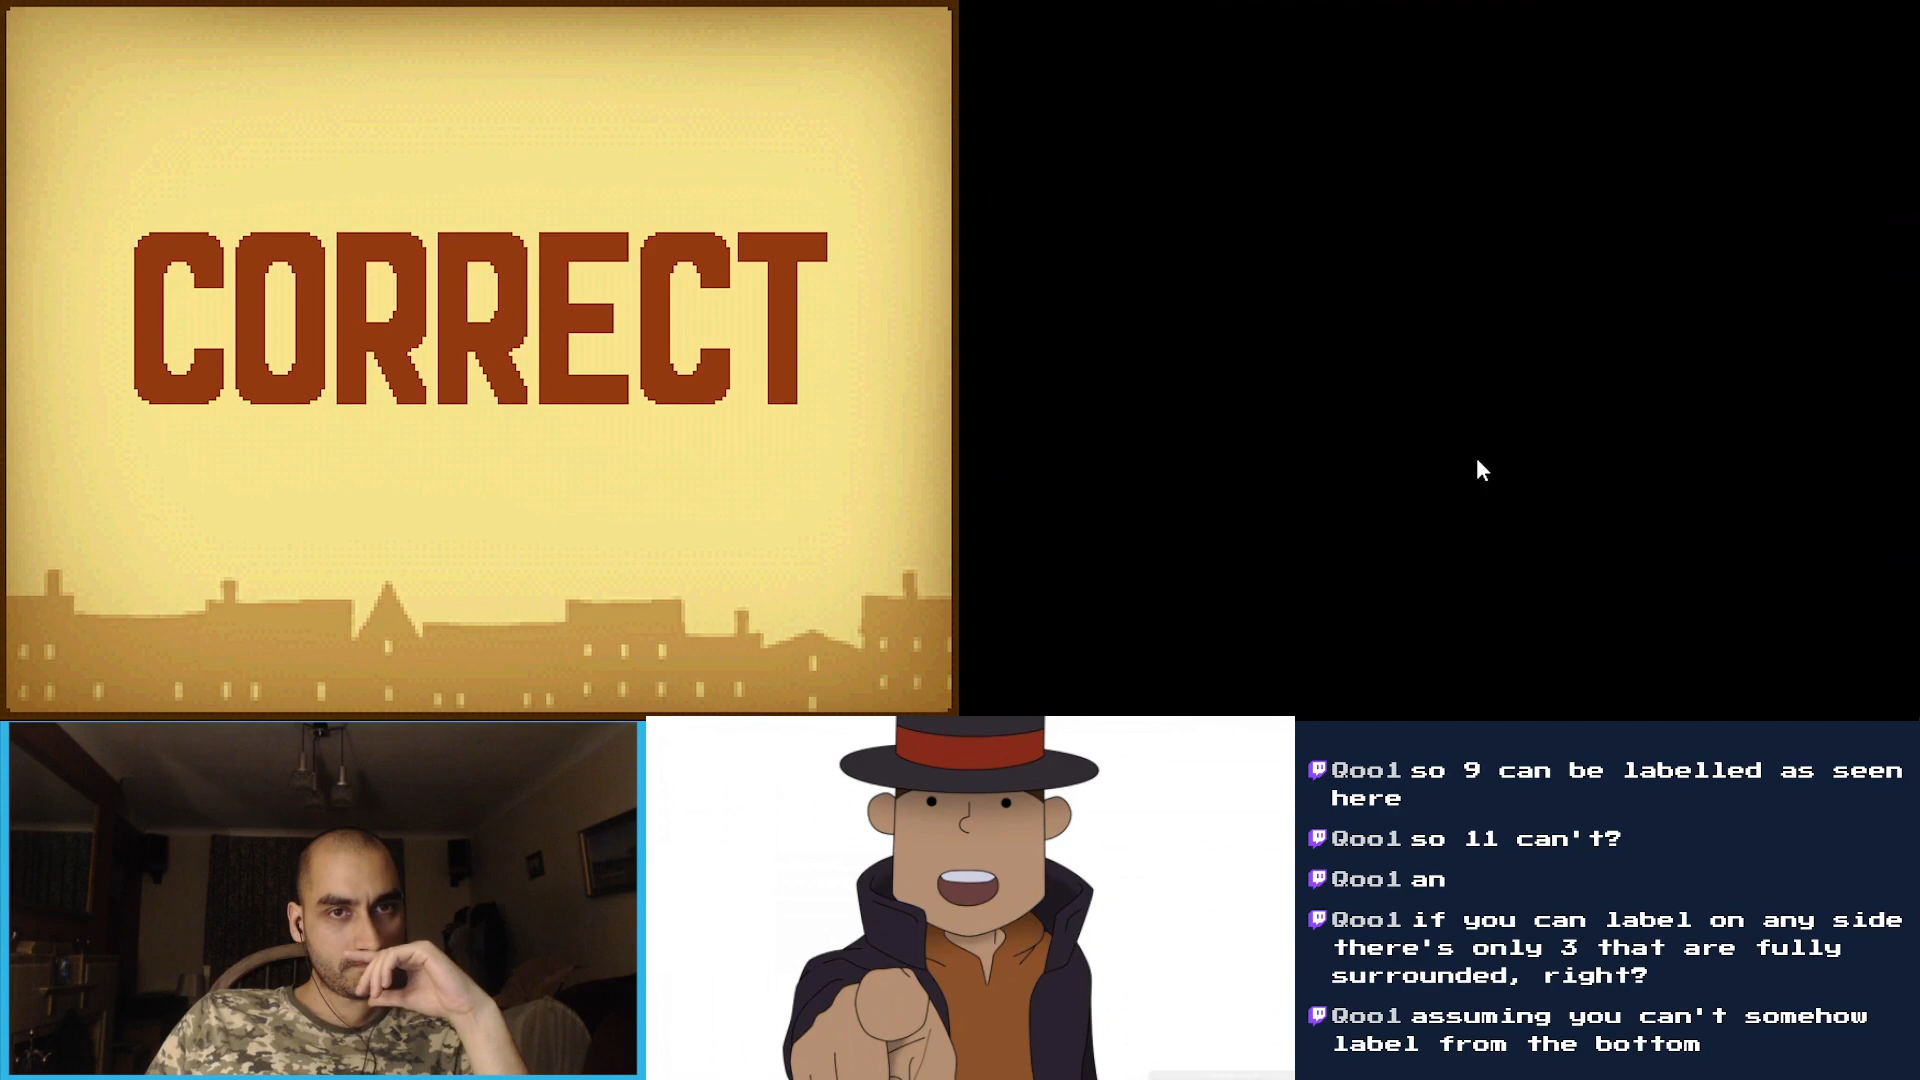 CORRECT
Qoo1 so 9 can be labelled as seen
here
Qoo1 so 11 can't?
Qoo1 an
Qoo1 if you can label on any side
there's only 3 that are fully
surrounded, right?
Qoo1 assuming you can't somehow
label from the bottom